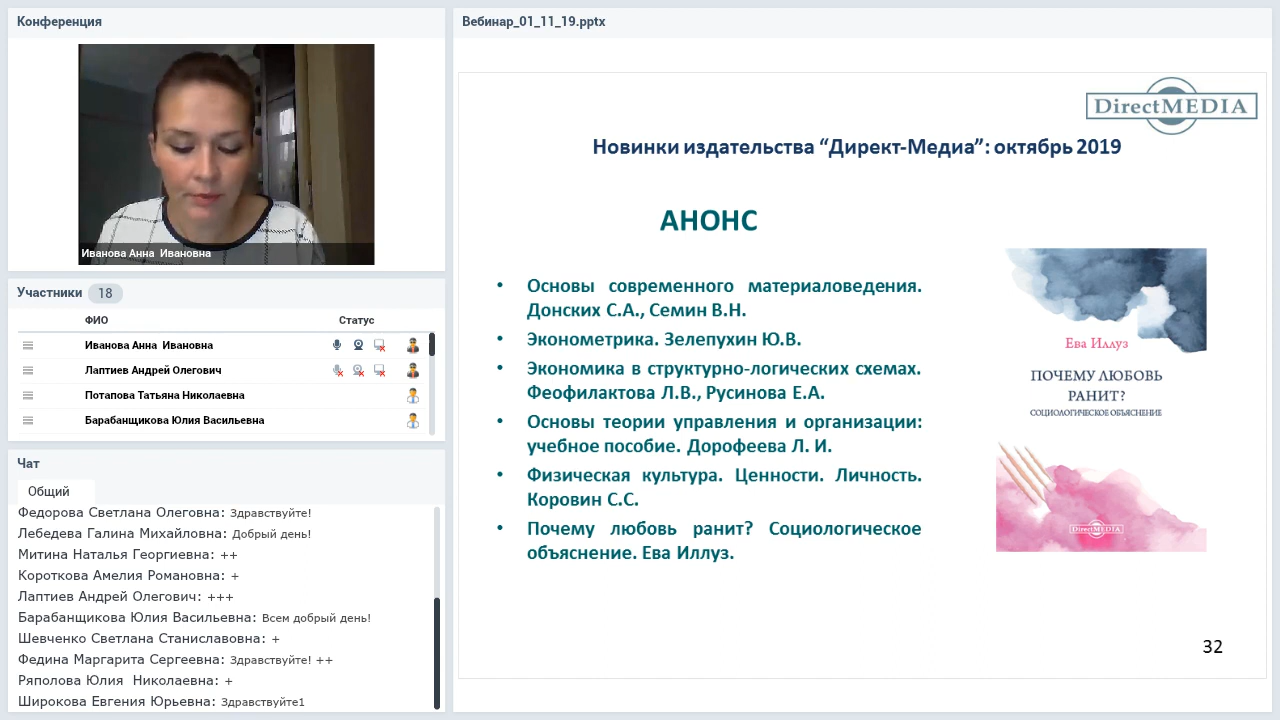 Конференция
Иванова Анна  Ивановна
Участники 18
ФИО Статус
Иванова Анна  Ивановна
Лаптиев Андрей Олегович
Потапова Татьяна Николаевна
Барабанщикова Юлия Васильевна
Чат
Общий
Федорова Светлана Олеговна: Здравствуйте!
Лебедева Галина Михайловна: Добрый день!
Митина Наталья Георгиевна: ++
Короткова Амелия Романовна: +
Лаптиев Андрей Олегович: +++
Барабанщикова Юлия Васильевна: Всем добрый день!
Шевченко Светлана Станиславовна: +
Федина Маргарита Сергеевна: Здравствуйте! ++
Ряполова Юлия  Николаевна: +
Широкова Евгения Юрьевна: Здравствуйте1
Вебинар_01_11_19.pptx
DirectMEDIA
Новинки издательства “Директ-Медиа”: октябрь 2019
АНОНС
• Основы современного материаловедения.
Донских С.А., Семин В.Н.
• Эконометрика. Зелепухин Ю.В.
• Экономика в структурно-логических схемах.
Феофилактова Л.В., Русинова Е.А.
• Основы теории управления и организации:
учебное пособие. Дорофеева Л. И.
• Физическая культура. Ценности. Личность.
Коровин С.С.
• Почему любовь ранит? Социологическое
объяснение. Ева Иллуз.
Ева Иллуз
ПОЧЕМУ ЛЮБОВЬ
РАНИТ?
СОЦИОЛОГИЧЕСКОЕ ОБЪЯСНЕНИЕ
DirectMEDIA
32